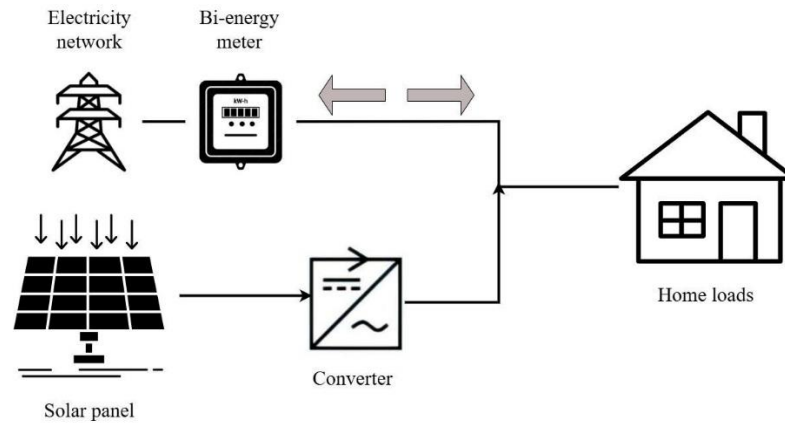 Electricity
network
Bi-energy
meter
kW-h
Home loads
Converter
Solar panel